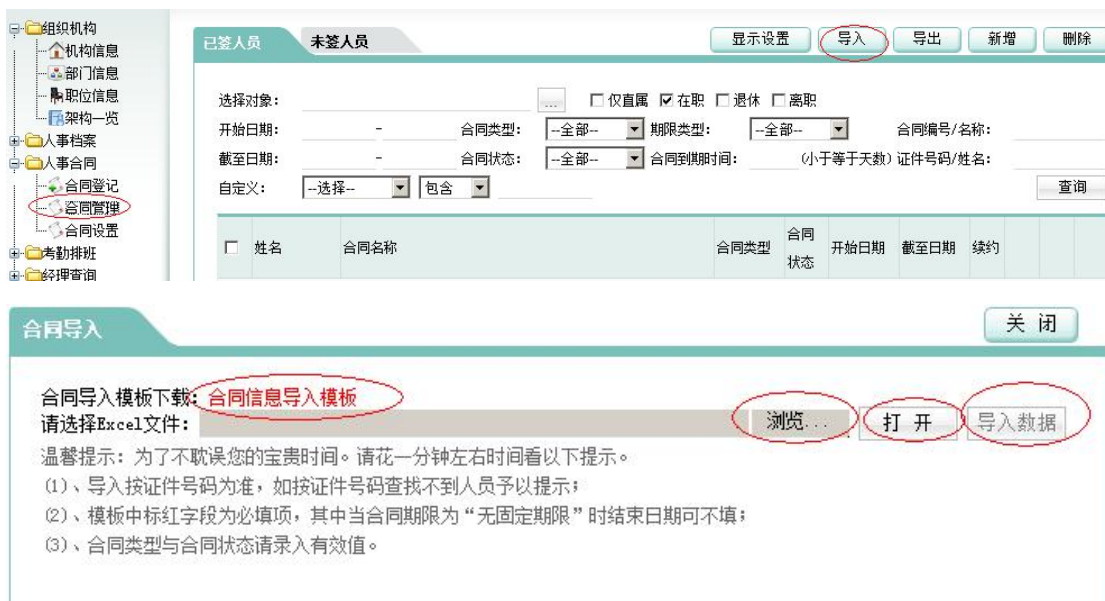 组织机构
机构信息
部门信息
职位信息
架构一览
人事档案
人事合同
合同登记
合同管理
合同设置
考勤排班
经理查询
已签人员 未签人员 显示设置 导入 导出 新增 删除
选择对象： ... 仅直属 在职 退休 离职
开始日期： - 合同类型： --全部-- 期限类型： --全部-- 合同编号/名称：
截至日期： - 合同状态： --全部-- 合同到期时间： (小于等于天数) 证件号码/姓名：
自定义： --选择-- 包含 查询
姓名 合同名称 合同类型 合同状态 开始日期 截至日期 续约
合同导入 关 闭
合同导入模板下载：合同信息导入模板
请选择Excel文件： 浏览... 打 开 导入数据
温馨提示：为了不耽误您的宝贵时间。请花一分钟左右时间看以下提示。
(1)、导入按证件号码为准，如按证件号码查找不到人员予以提示；
(2)、模板中标红字段为必填项，其中当合同期限为“无固定期限”时结束日期可不填；
(3)、合同类型与合同状态请录入有效值。